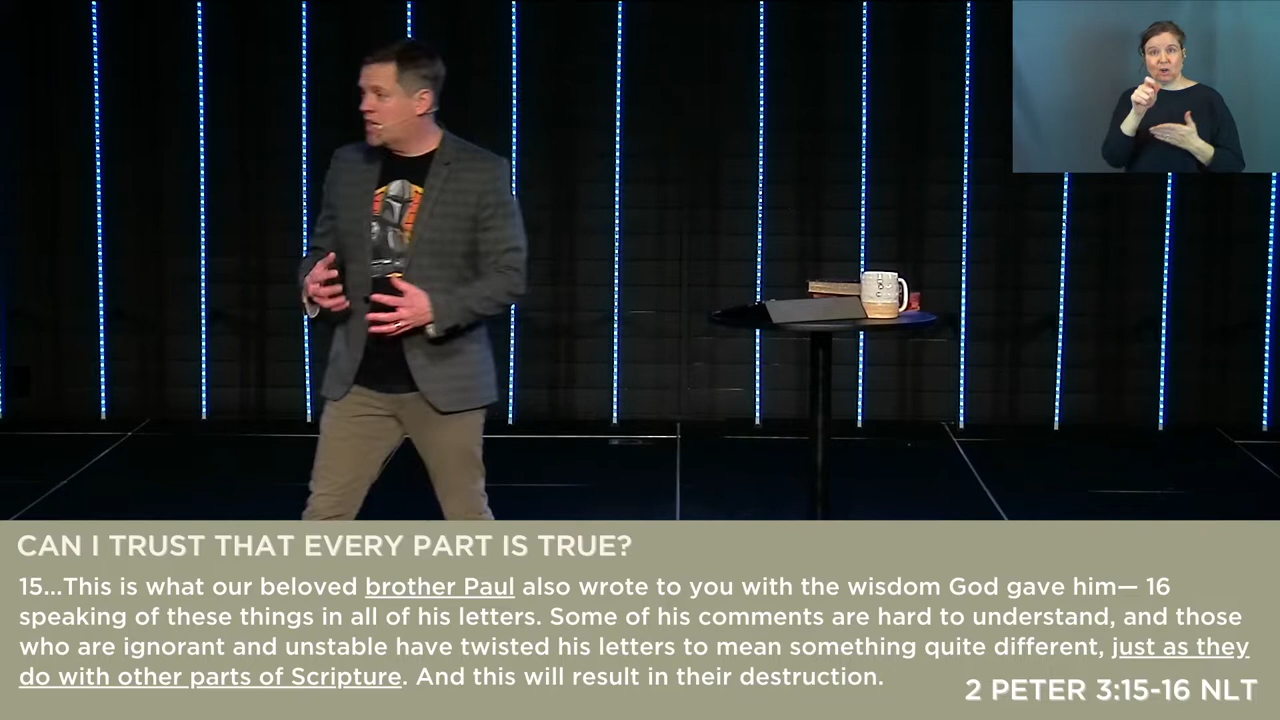 CAN I TRUST THAT EVERY PART IS TRUE?
15...This is what our beloved brother Paul also wrote to you with the wisdom God gave him— 16
speaking of these things in all of his letters. Some of his comments are hard to understand, and those
who are ignorant and unstable have twisted his letters to mean something quite different, just as they
do with other parts of Scripture. And this will result in their destruction.
2 PETER 3:15-16 NLT